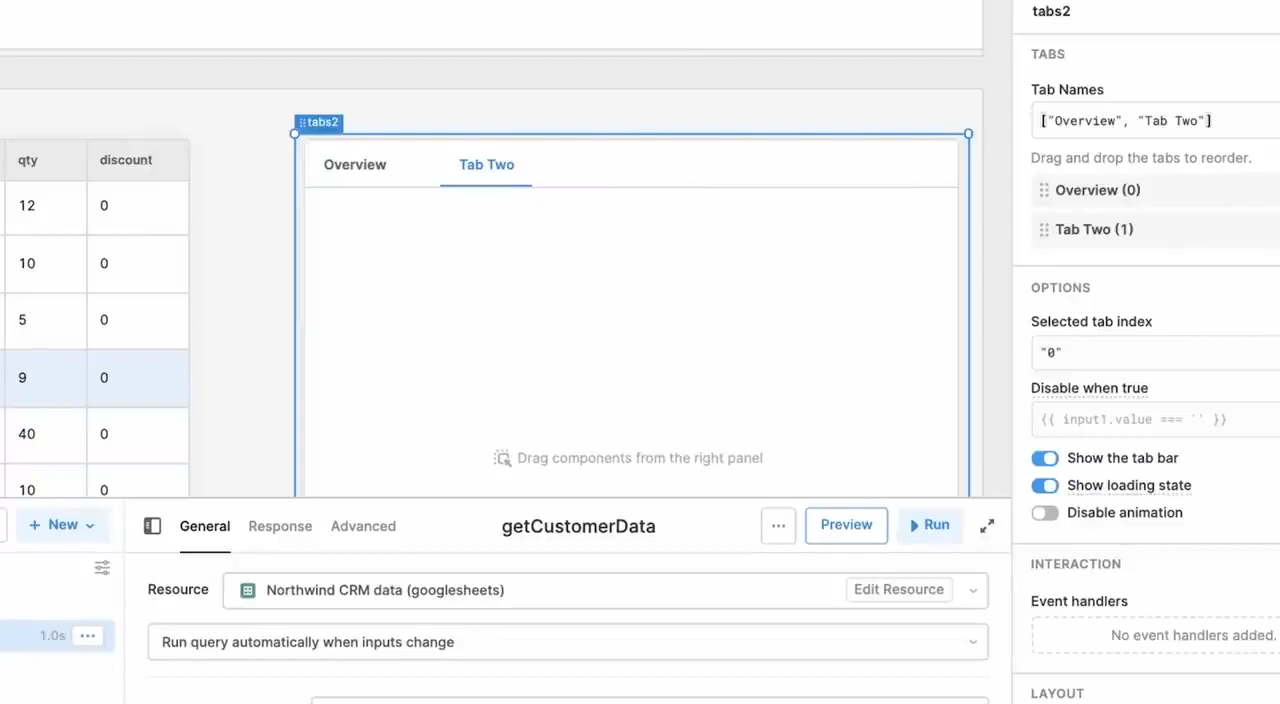 tabs2
TABS
Tab Names
["Overview", "Tab Two"]
Drag and drop the tabs to reorder.
Overview (0)
Tab Two (1)
OPTIONS
Selected tab index
"0"
Disable when true
{{ input1.value === '' }}
Show the tab bar
Show loading state
Disable animation
INTERACTION
Event handlers
No event handlers added.
LAYOUT
tabs2
Overview Tab Two
Drag components from the right panel
qty discount
12 0
10 0
5 0
9 0
40 0
10 0
+ New
General Response Advanced getCustomerData ... Preview Run
Resource Northwind CRM data (googlesheets) Edit Resource
1.0s ...
Run query automatically when inputs change